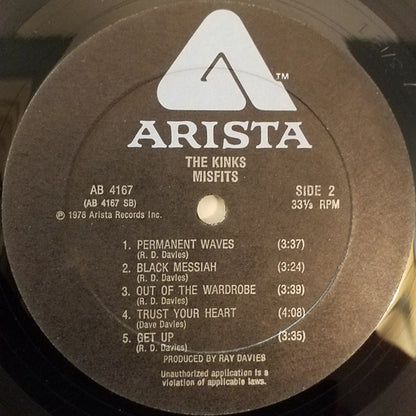 ™
ARISTA
THE KINKS
MISFITS
AB 4167
(AB 4167 SB)
℗ 1978 Arista Records Inc.
SIDE 2
33⅓ RPM
1. PERMANENT WAVES (3:37)
(R. D. Davies)
2. BLACK MESSIAH (3:24)
(R. D. Davies)
3. OUT OF THE WARDROBE (3:39)
(R. D. Davies)
4. TRUST YOUR HEART (4:08)
(Dave Davies)
5. GET UP (3:35)
(R. D. Davies)
PRODUCED BY RAY DAVIES
Unauthorized application is a
violation of applicable laws.